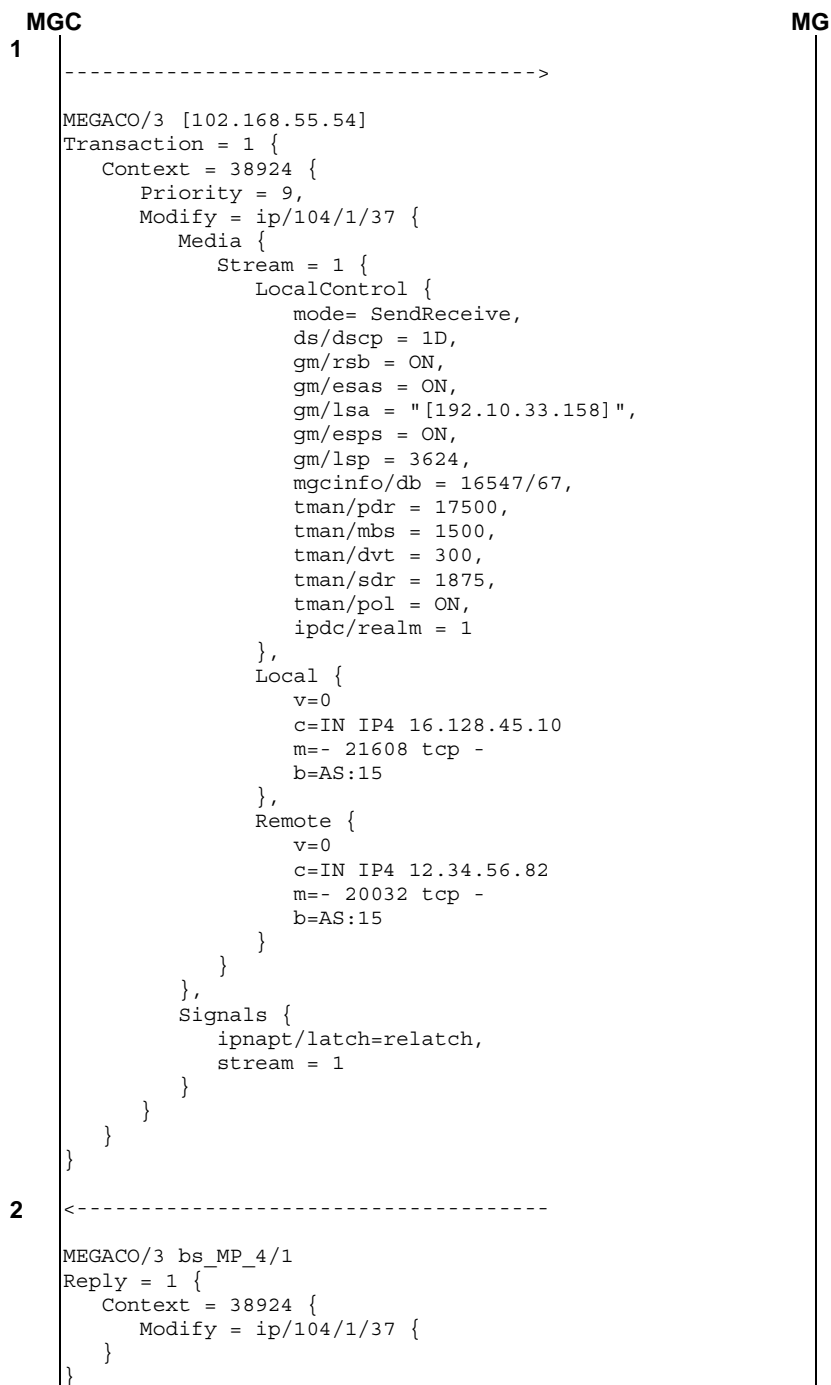 MGC MG
1
------------------------------------->
MEGACO/3 [102.168.55.54]
Transaction = 1 {
Context = 38924 {
Priority = 9,
Modify = ip/104/1/37 {
Media {
Stream = 1 {
LocalControl {
mode= SendReceive,
ds/dscp = 1D,
gm/rsb = ON,
gm/esas = ON,
gm/lsa = "[192.10.33.158]",
gm/esps = ON,
gm/lsp = 3624,
mgcinfo/db = 16547/67,
tman/pdr = 17500,
tman/mbs = 1500,
tman/dvt = 300,
tman/sdr = 1875,
tman/pol = ON,
ipdc/realm = 1
},
Local {
v=0
c=IN IP4 16.128.45.10
m=- 21608 tcp -
b=AS:15
},
Remote {
v=0
c=IN IP4 12.34.56.82
m=- 20032 tcp -
b=AS:15
}
}
},
Signals {
ipnapt/latch=relatch,
stream = 1
}
}
}
}
2 <-------------------------------------
MEGACO/3 bs_MP_4/1
Reply = 1 {
Context = 38924 {
Modify = ip/104/1/37 {
}
}